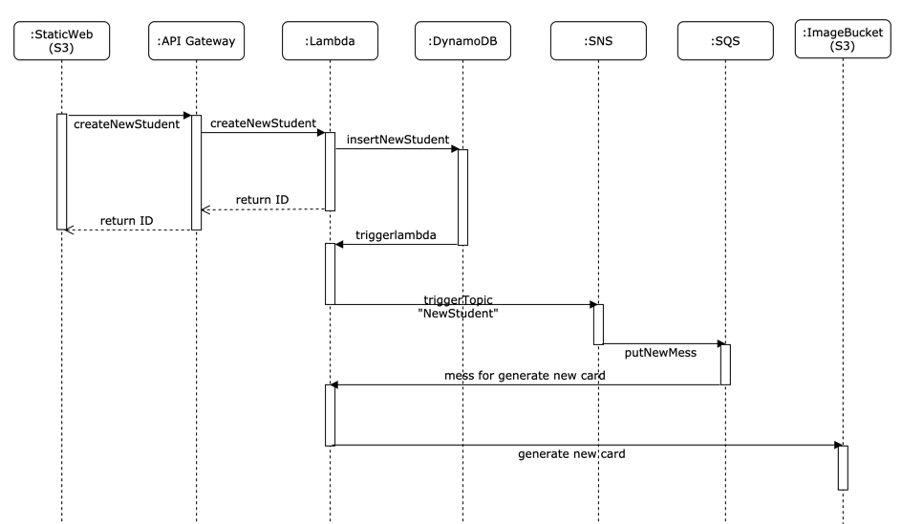 :StaticWeb
(S3)
:API Gateway
:Lambda
:DynamoDB
:SNS
:SQS
:ImageBucket
(S3)
createNewStudent
createNewStudent
insertNewStudent
return ID
return ID
triggerlambda
triggerTopic
"NewStudent"
putNewMess
mess for generate new card
generate new card